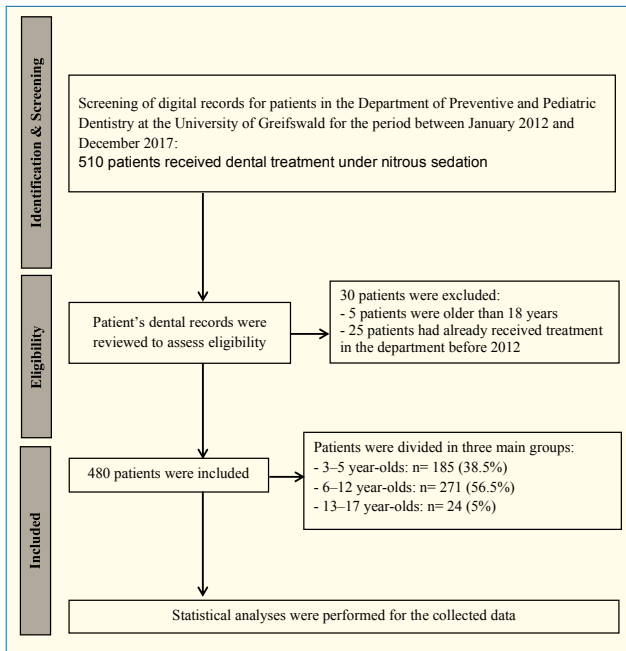 Identification & Screening
Screening of digital records for patients in the Department of Preventive and Pediatric
Dentistry at the University of Greifswald for the period between January 2012 and
December 2017:
510 patients received dental treatment under nitrous sedation
Eligibility
Patient's dental records were
reviewed to assess eligibility
30 patients were excluded:
- 5 patients were older than 18 years
- 25 patients had already received treatment
in the department before 2012
Included
480 patients were included
Patients were divided in three main groups:
- 3–5 year-olds: n= 185 (38.5%)
- 6–12 year-olds: n= 271 (56.5%)
- 13–17 year-olds: n= 24 (5%)
Statistical analyses were performed for the collected data